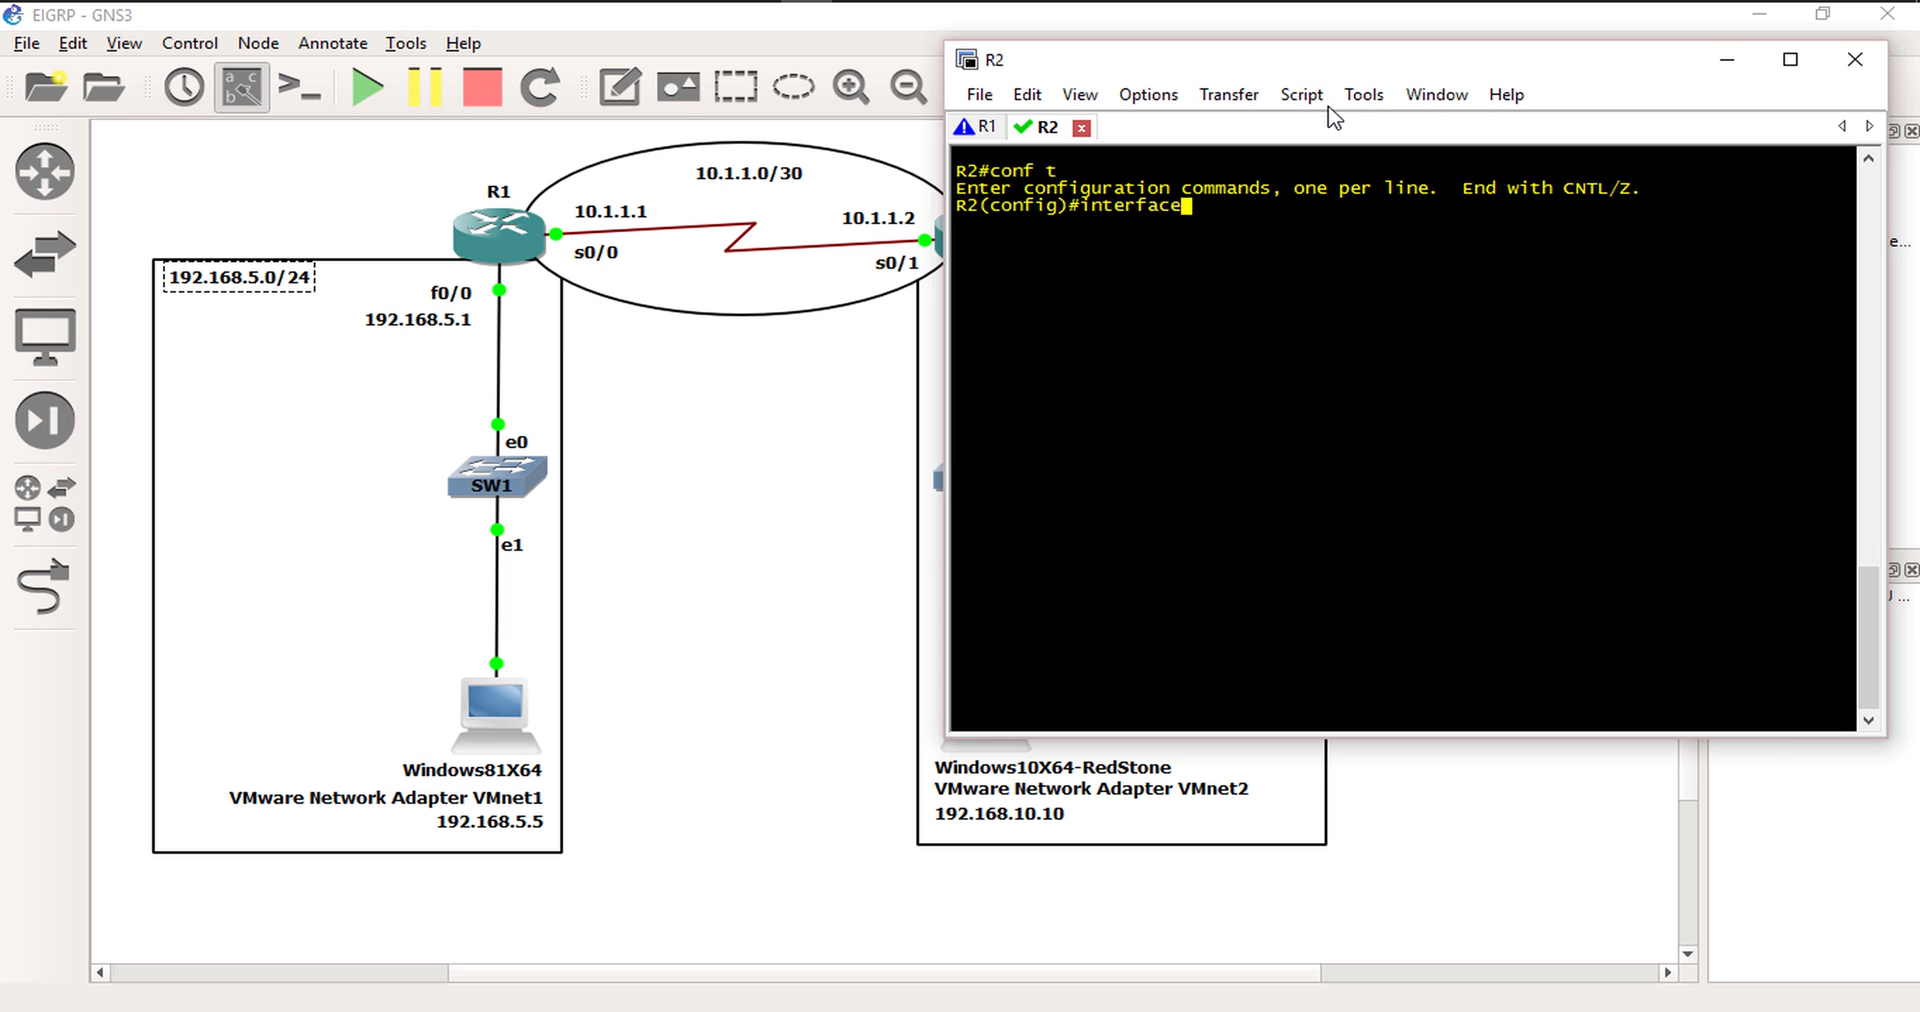 EIGRP - GNS3
File Edit View Control Node Annotate Tools Help
R2
File Edit View Options Transfer Script Tools Window Help
R1 R2
R2#conf t
Enter configuration commands, one per line.  End with CNTL/Z.
R2(config)#interface
10.1.1.0/30
R1
10.1.1.1
10.1.1.2
s0/0
s0/1
192.168.5.0/24
f0/0
192.168.5.1
e0
SW1
e1
Windows81X64
VMware Network Adapter VMnet1
192.168.5.5
Windows10X64-RedStone
VMware Network Adapter VMnet2
192.168.10.10
e...